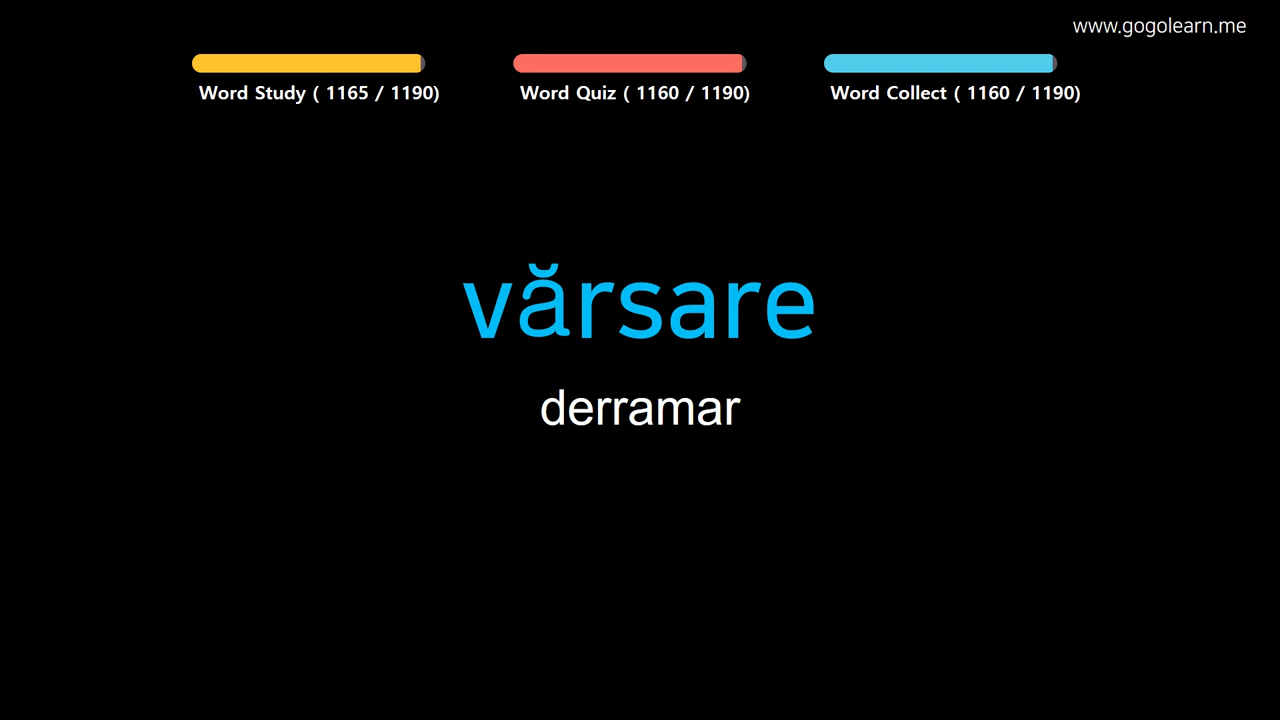 www.gogolearn.me
Word Study ( 1165 / 1190)
Word Quiz ( 1160 / 1190)
Word Collect ( 1160 / 1190)
vărsare
derramar